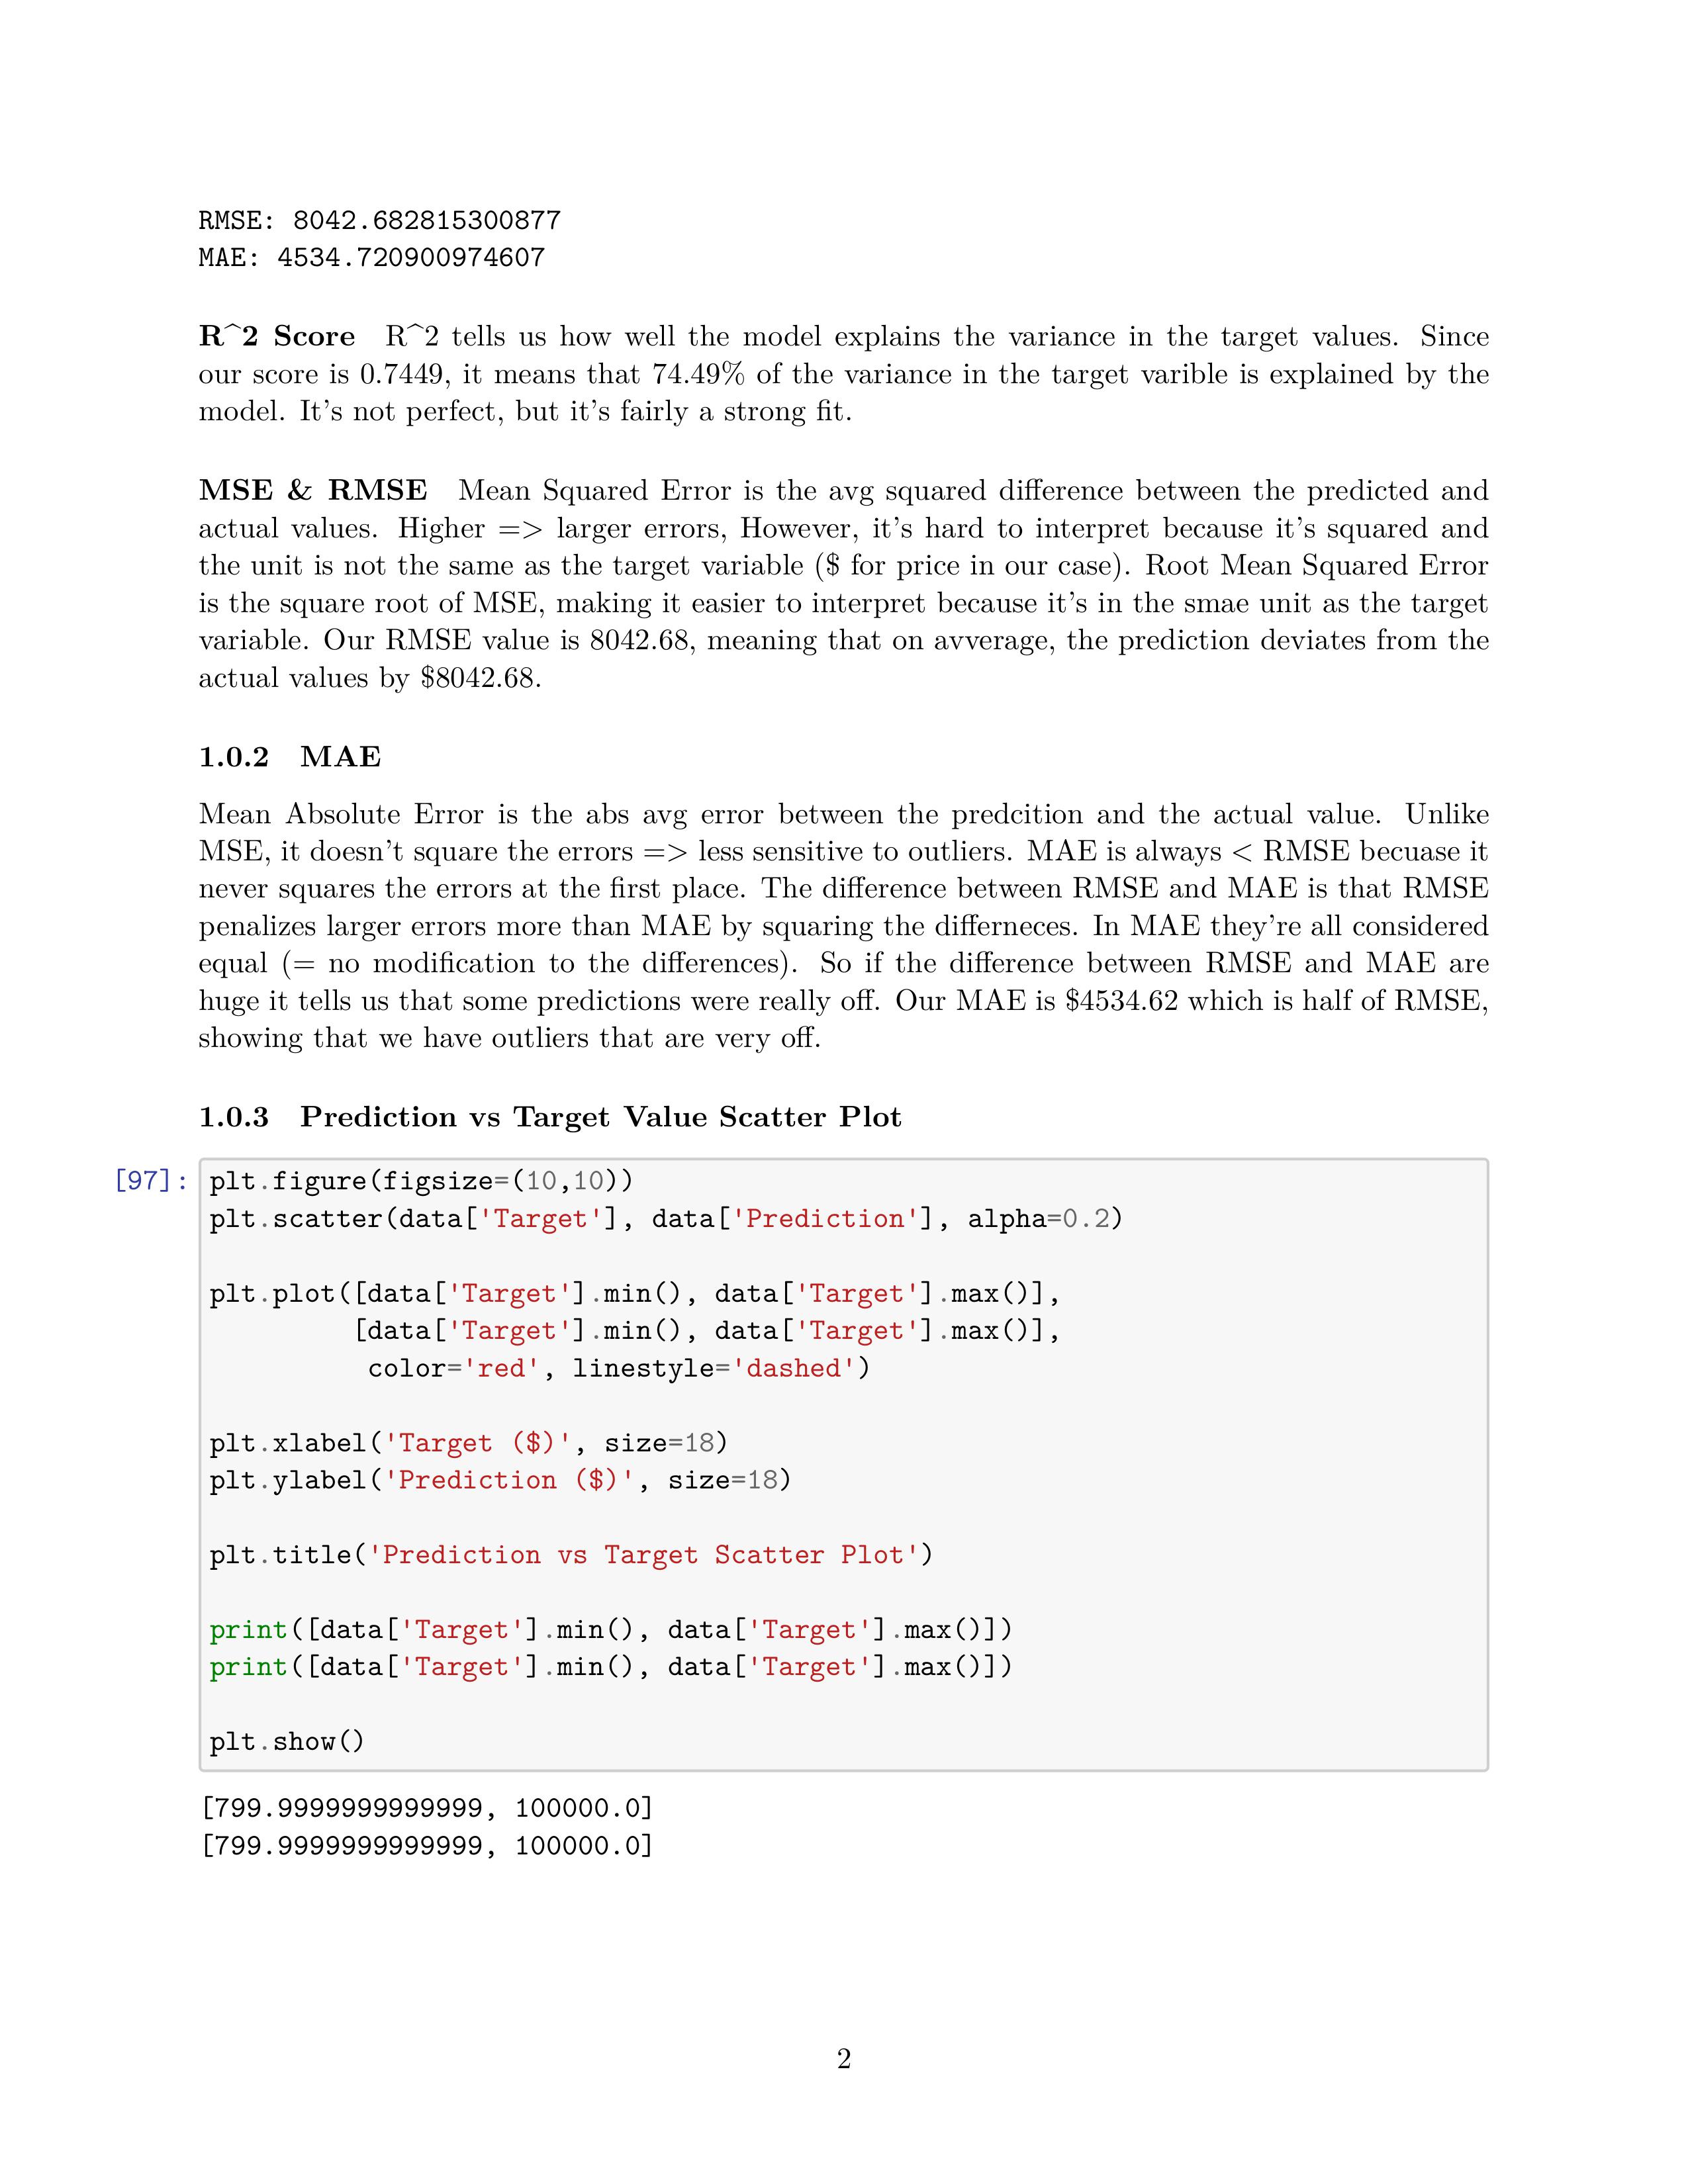 RMSE: 8042.682815300877
MAE: 4534.720900974607
R^2 Score R^2 tells us how well the model explains the variance in the target values. Since
our score is 0.7449, it means that 74.49% of the variance in the target varible is explained by the
model. It's not perfect, but it's fairly a strong fit.
MSE & RMSE Mean Squared Error is the avg squared difference between the predicted and
actual values. Higher => larger errors, However, it's hard to interpret because it's squared and
the unit is not the same as the target variable ($ for price in our case). Root Mean Squared Error
is the square root of MSE, making it easier to interpret because it's in the smae unit as the target
variable. Our RMSE value is 8042.68, meaning that on avverage, the prediction deviates from the
actual values by $8042.68.
1.0.2 MAE
Mean Absolute Error is the abs avg error between the predcition and the actual value. Unlike
MSE, it doesn't square the errors => less sensitive to outliers. MAE is always < RMSE becuase it
never squares the errors at the first place. The difference between RMSE and MAE is that RMSE
penalizes larger errors more than MAE by squaring the differneces. In MAE they're all considered
equal (= no modification to the differences). So if the difference between RMSE and MAE are
huge it tells us that some predictions were really off. Our MAE is $4534.62 which is half of RMSE,
showing that we have outliers that are very off.
1.0.3 Prediction vs Target Value Scatter Plot
[97]: plt.figure(figsize=(10,10))
plt.scatter(data['Target'], data['Prediction'], alpha=0.2)
plt.plot([data['Target'].min(), data['Target'].max()],
[data['Target'].min(), data['Target'].max()],
color='red', linestyle='dashed')
plt.xlabel('Target ($)', size=18)
plt.ylabel('Prediction ($)', size=18)
plt.title('Prediction vs Target Scatter Plot')
print([data['Target'].min(), data['Target'].max()])
print([data['Target'].min(), data['Target'].max()])
plt.show()
[799.9999999999999, 100000.0]
[799.9999999999999, 100000.0]
2